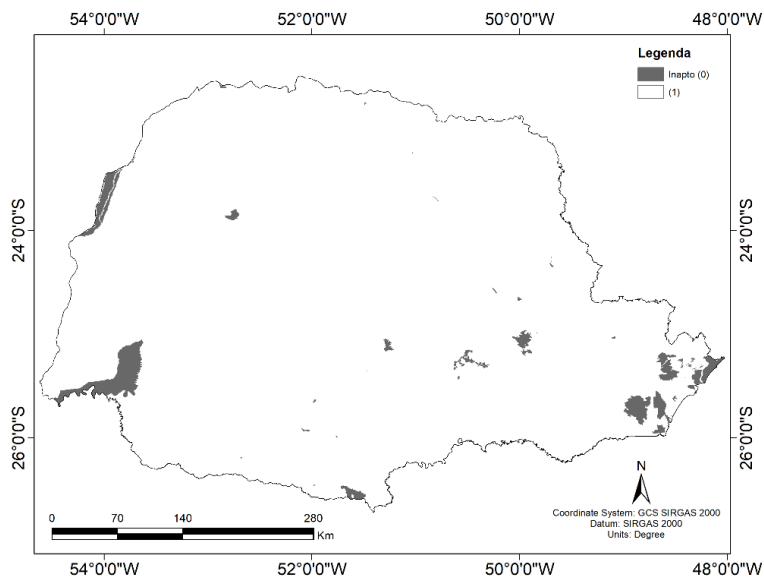 54°0'0"W 52°0'0"W 50°0'0"W 48°0'0"W
Legenda
Inapto (0)
(1)
24°0'0"S 24°0'0"S
26°0'0"S 26°0'0"S
N
Coordinate System: GCS SIRGAS 2000
Datum: SIRGAS 2000
Units: Degree
0 70 140 280
Km
54°0'0"W 52°0'0"W 50°0'0"W 48°0'0"W